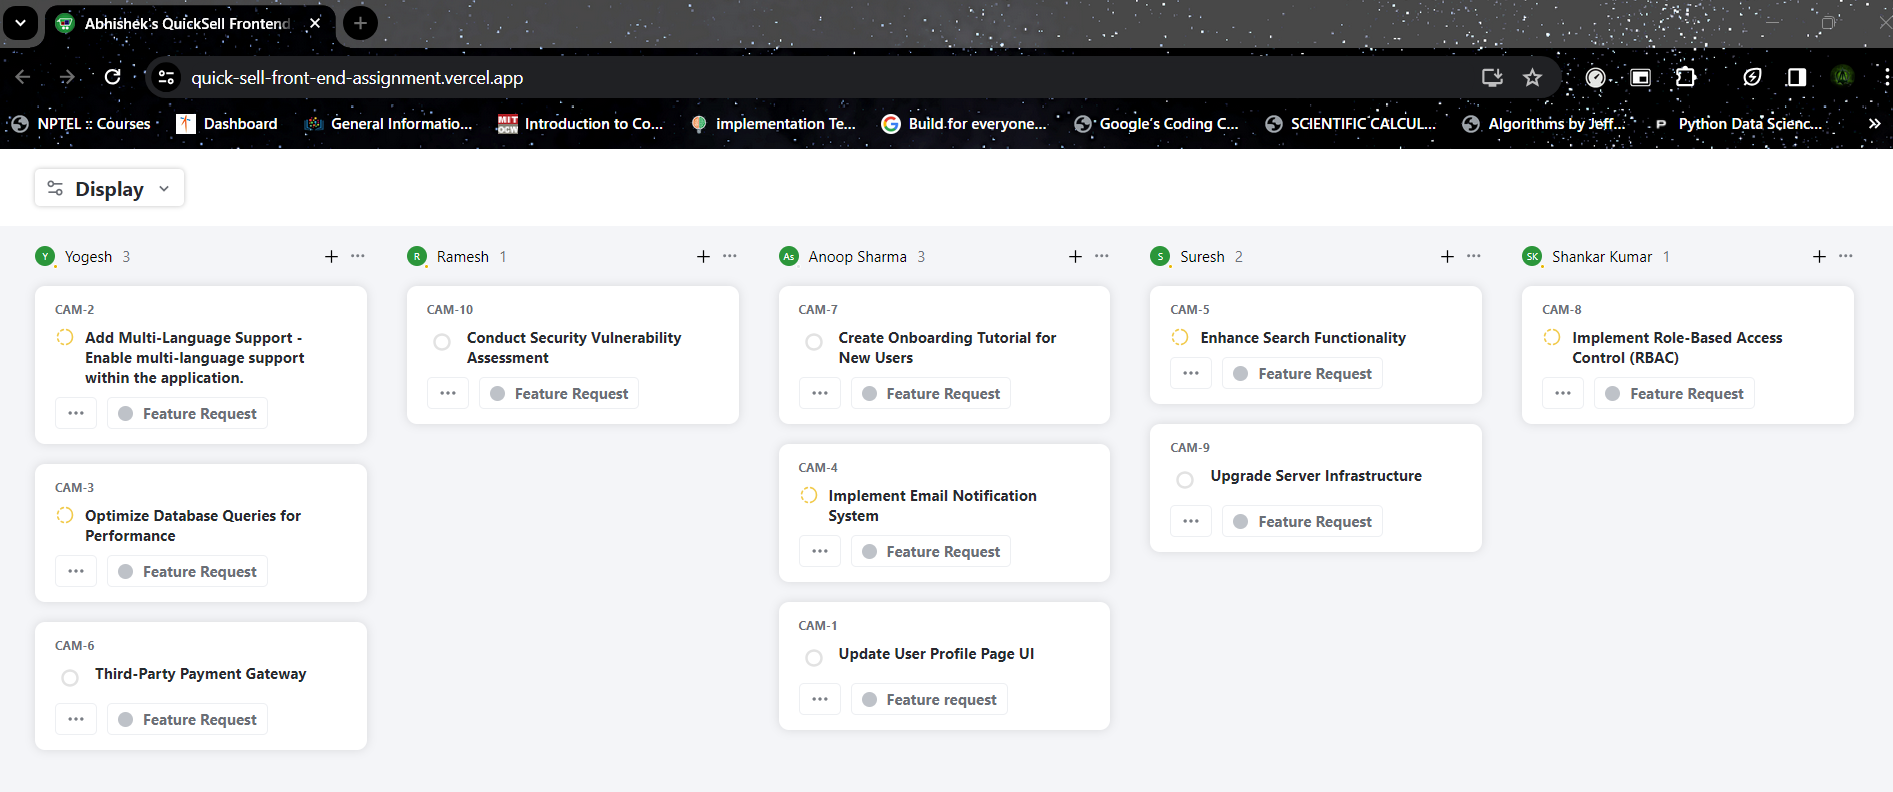 Abhishek's QuickSell Frontend
quick-sell-front-end-assignment.vercel.app
NPTEL :: Courses
Dashboard
General Informatio...
MIT OCW
Introduction to Co...
implementation Te...
Build for everyone...
Google's Coding C...
SCIENTIFIC CALCUL...
Algorithms by Jeff...
P
Python Data Scienc...
Display
Y Yogesh 3
CAM-2
Add Multi-Language Support -
Enable multi-language support
within the application.
Feature Request
CAM-3
Optimize Database Queries for
Performance
Feature Request
CAM-6
Third-Party Payment Gateway
Feature Request
R Ramesh 1
CAM-10
Conduct Security Vulnerability
Assessment
Feature Request
As Anoop Sharma 3
CAM-7
Create Onboarding Tutorial for
New Users
Feature Request
CAM-4
Implement Email Notification
System
Feature Request
CAM-1
Update User Profile Page UI
Feature request
S Suresh 2
CAM-5
Enhance Search Functionality
Feature Request
CAM-9
Upgrade Server Infrastructure
Feature Request
SK Shankar Kumar 1
CAM-8
Implement Role-Based Access
Control (RBAC)
Feature Request